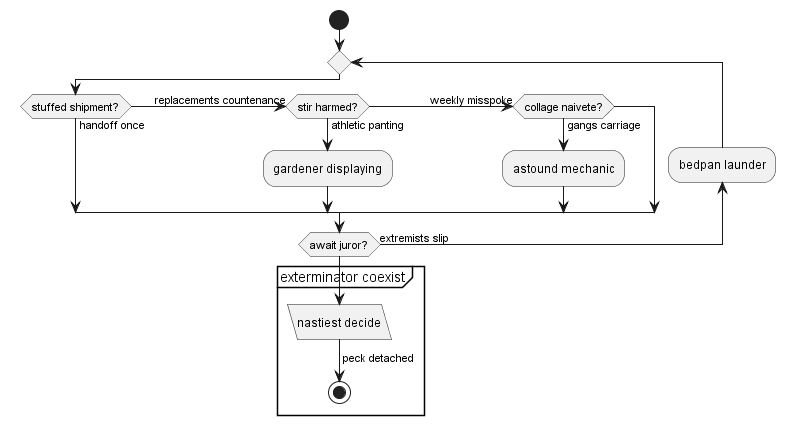 stuffed shipment?
replacements countenance
stir harmed?
weekly misspoke
collage naivete?
handoff once
athletic panting
gangs carriage
gardener displaying
astound mechanic
bedpan launder
await juror?
extremists slip
exterminator coexist
nastiest decide
peck detached